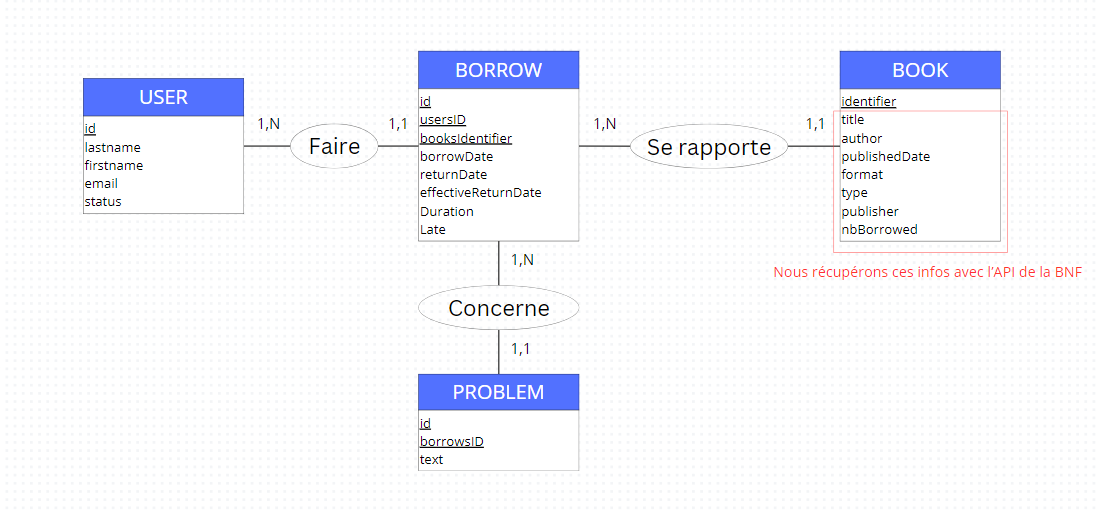 USER
id
lastname
firstname
email
status
1,N
Faire
1,1
BORROW
id
usersID
booksIdentifier
borrowDate
returnDate
effectiveReturnDate
Duration
Late
1,N
Se rapporte
1,1
BOOK
identifier
title
author
publishedDate
format
type
publisher
nbBorrowed
Nous récupérons ces infos avec l'API de la BNF
1,N
Concerne
1,1
PROBLEM
id
borrowsID
text